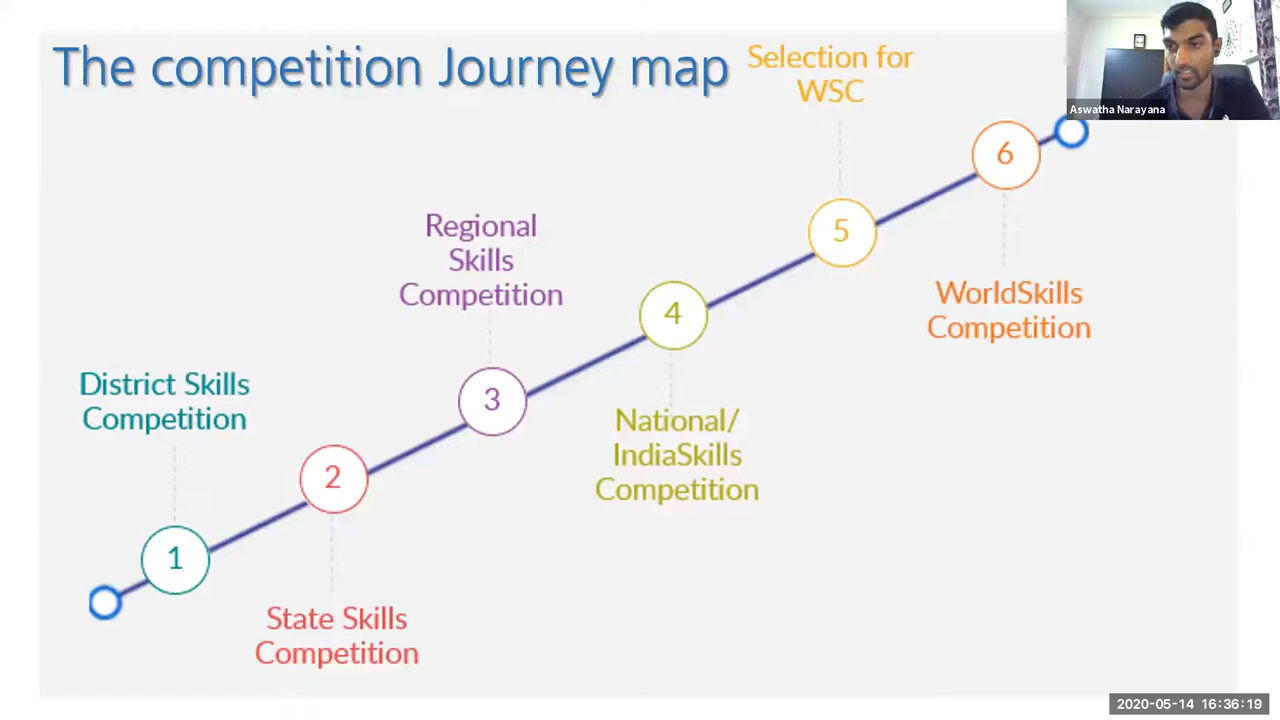 The competition Journey map
Selection for
WSC
Aswatha Narayana
6
5
Regional
Skills
Competition
WorldSkills
Competition
4
District Skills
Competition
3
National/
IndiaSkills
Competition
2
1
State Skills
Competition
2020-05-14 16:36:19